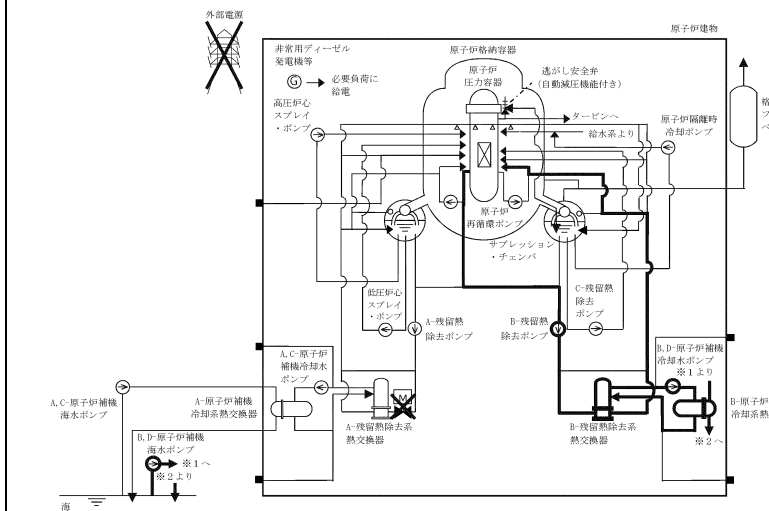 外部電源
原子炉建物
非常用ディーゼル
発電機等
G
必要負荷に
給電
原子炉格納容器
原子炉
圧力容器
逃がし安全弁
(自動減圧機能付き)
高圧炉心
スプレイ
・ポンプ
タービンへ
給水系より
原子炉隔離時
冷却ポンプ
格
フ
ベ
原子炉
再循環ポンプ
サプレッション
・チェンバ
低圧炉心
スプレイ
・ポンプ
A-残留熱
除去ポンプ
B-残留熱
除去ポンプ
C-残留熱
除去
ポンプ
A,C-原子炉
補機冷却水
ポンプ
B,D-原子炉補機
冷却水ポンプ
※1より
A,C-原子炉補機
海水ポンプ
A-原子炉補機
冷却系熱交換器
M
A-残留熱除去系
熱交換器
B-残留熱除去系
熱交換器
B-原子炉
冷却系熱
※2へ
B,D-原子炉補機
海水ポンプ
※1へ
※2より
海